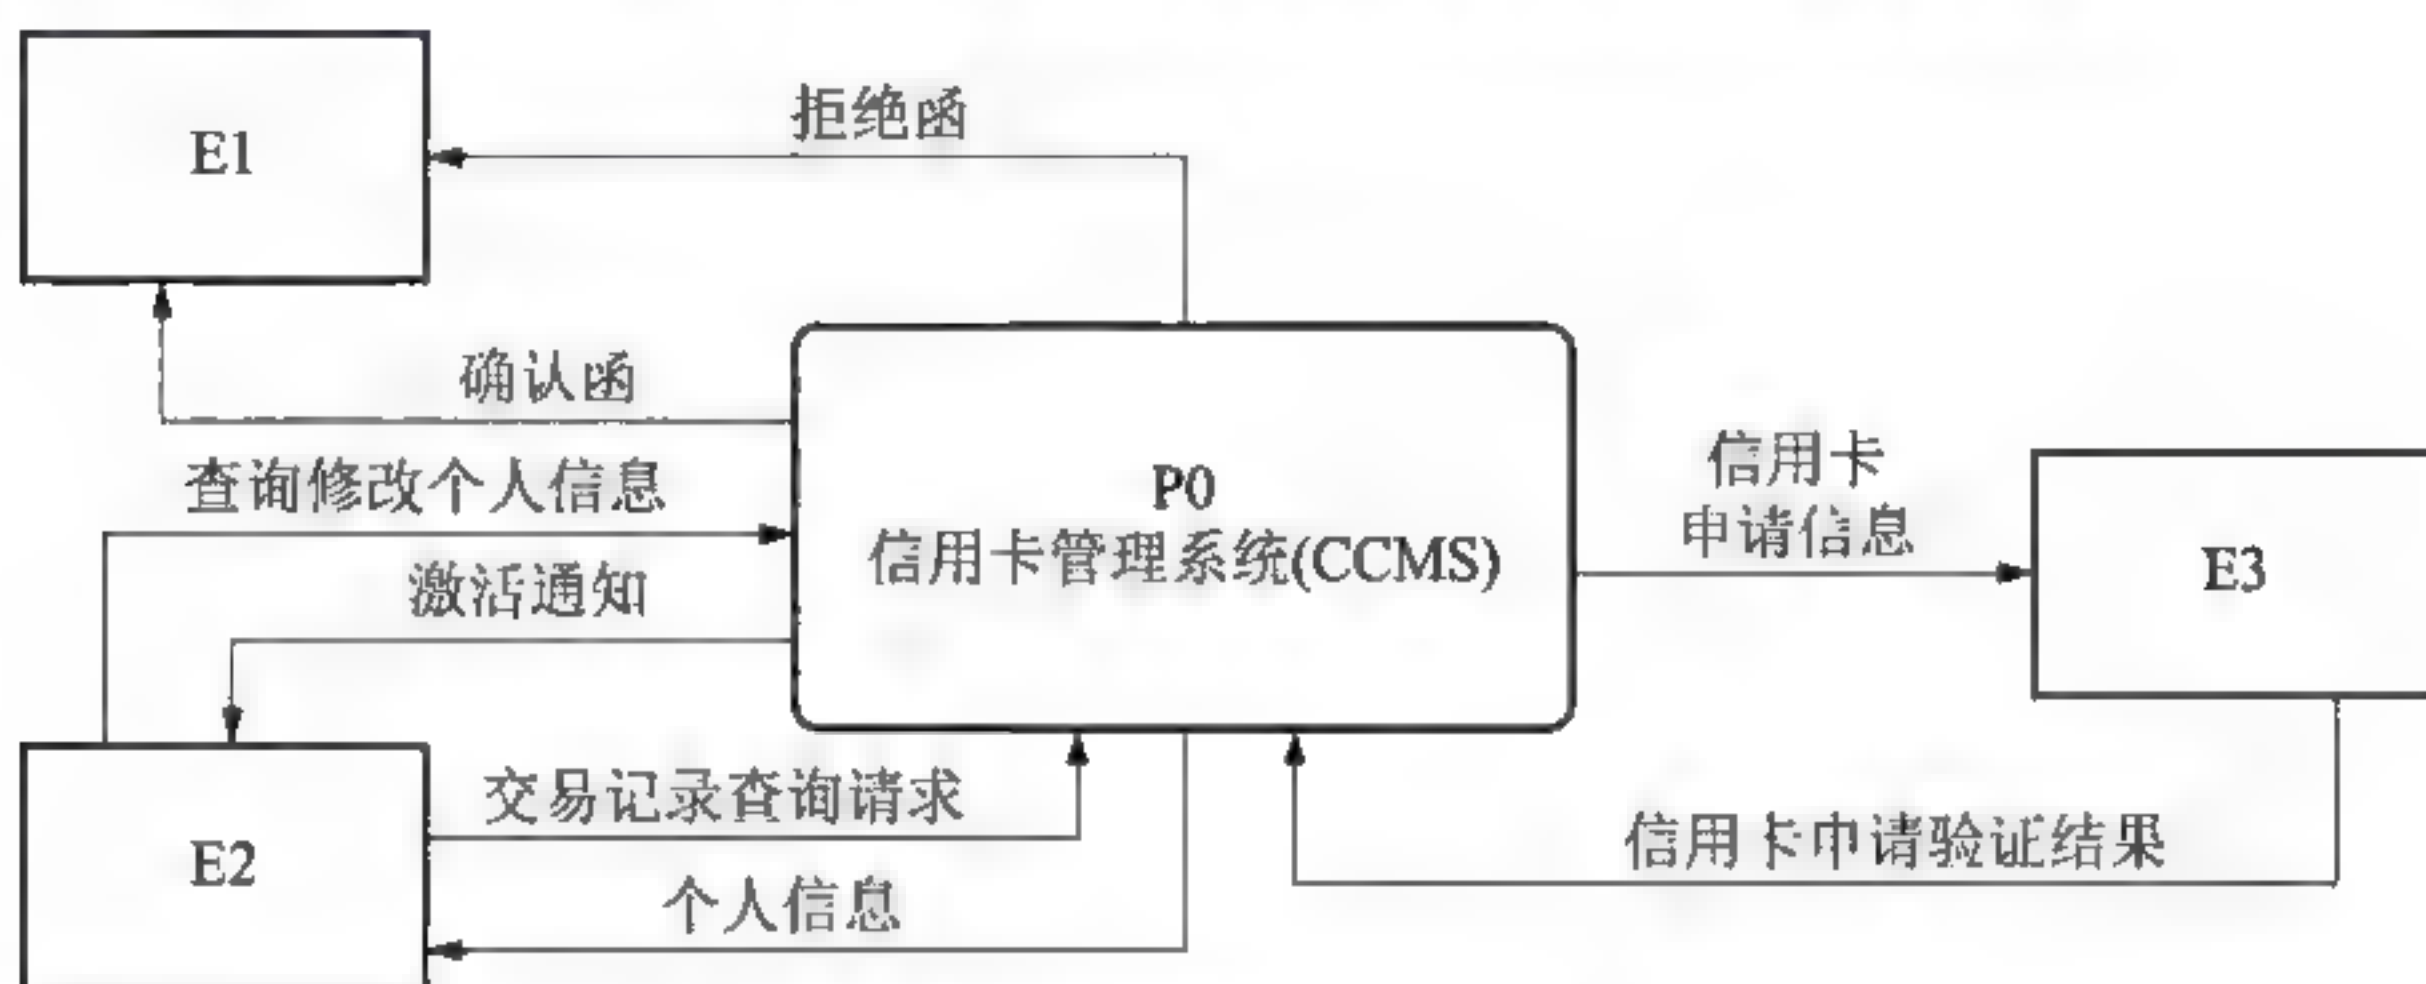 拒绝函
E1
确认函
查询修改个人信息
激活通知
P0
信用卡管理系统(CCMS)
信用卡
申请信息
E3
交易记录查询请求
E2
个人信息
信用卡申请验证结果